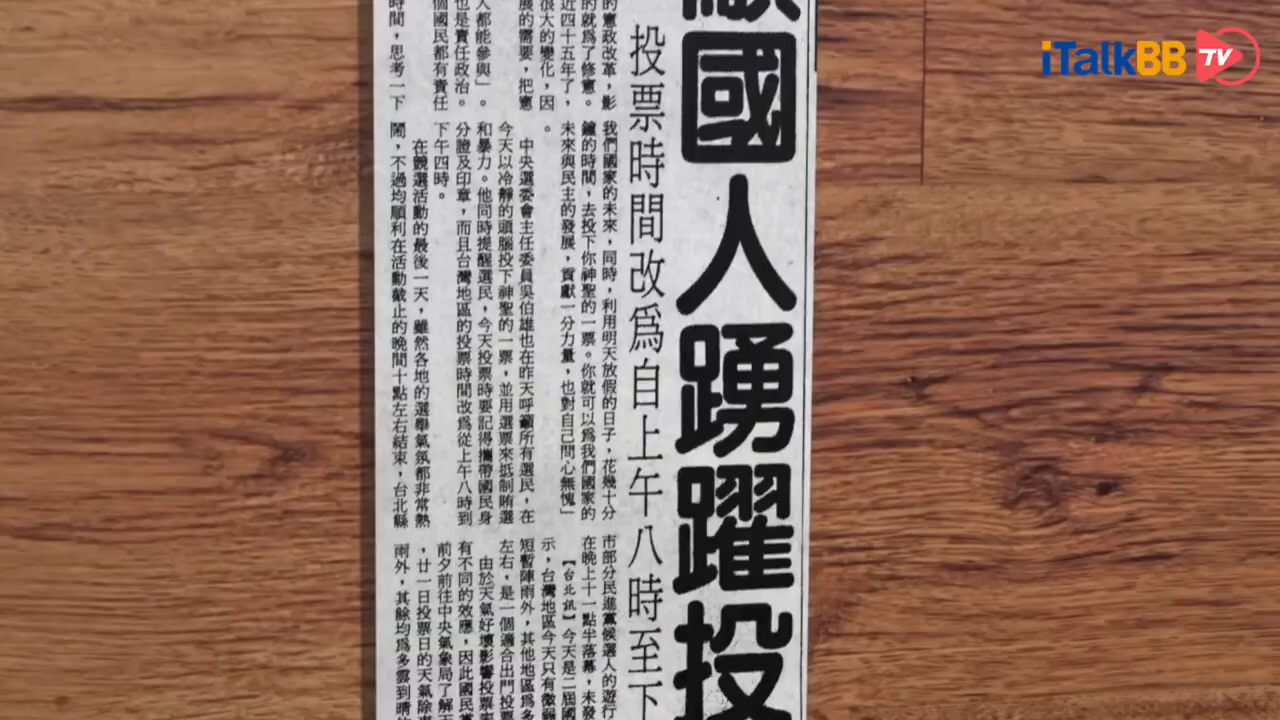 iTalkBB TV
國人踴躍投
投票時間改為自上午八時至下
的憲政改革，影
的就為了修憲。
近四十五年了，
很大的變化，因
展的需要，把憲
人都能參與」。
也是責任政治。
個國民都有責任
時間，思考一下
我們國家的未來，同時，利用明天放假的日子，花幾十分
鐘的時間，去投下你神聖的一票。你就可以為我們國家的
未來與民主的發展，貢獻一分力量，也對自己問心無愧」
。
中央選委會主任委員吳伯雄也在昨天呼籲所有選民，在
今天以冷靜的頭腦投下神聖的一票，並用選票來抵制賄選
和暴力。他同時提醒選民，今天投票時要記得攜帶國民身
分證及印章，而且台灣地區的投票時間改為從上午八時到
下午四時。
在競選活動的最後一天，雖然各地的選舉氣氛都非常熱
鬧，不過均順利在活動截止的晚間十點左右結束，台北縣
市部分民進黨候選人的遊行
在晚上十一點半落幕，未發
【台北訊】今天是二屆國
示，台灣地區今天只有微弱
短暫陣雨外，其他地區為多
左右，是一個適合出門投票
由於天氣好壞影響投票率
有不同的效應，因此國民黨
前夕前往中央氣象局了解天
，廿一日投票日的天氣除東
雨外，其餘均為多雲到晴的